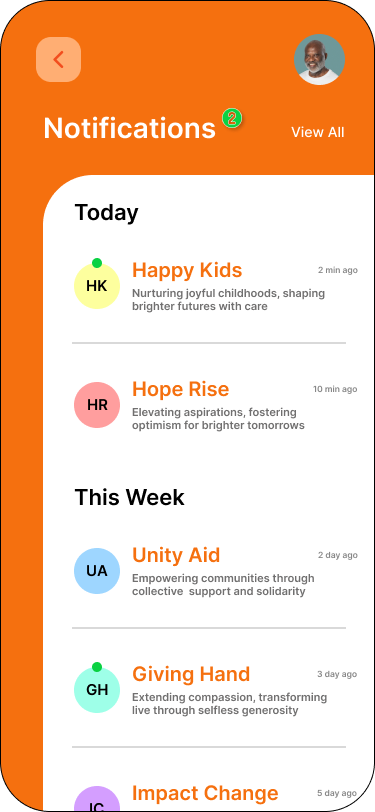 Notifications 2
View All
Today
HK
Happy Kids
2 min ago
Nurturing joyful childhoods, shaping
brighter futures with care
HR
Hope Rise
10 min ago
Elevating aspirations, fostering
optimism for brighter tomorrows
This Week
UA
Unity Aid
2 day ago
Empowering communities through
collective  support and solidarity
GH
Giving Hand
3 day ago
Extending compassion, transforming
live through selfless generosity
IC
Impact Change
5 day ago